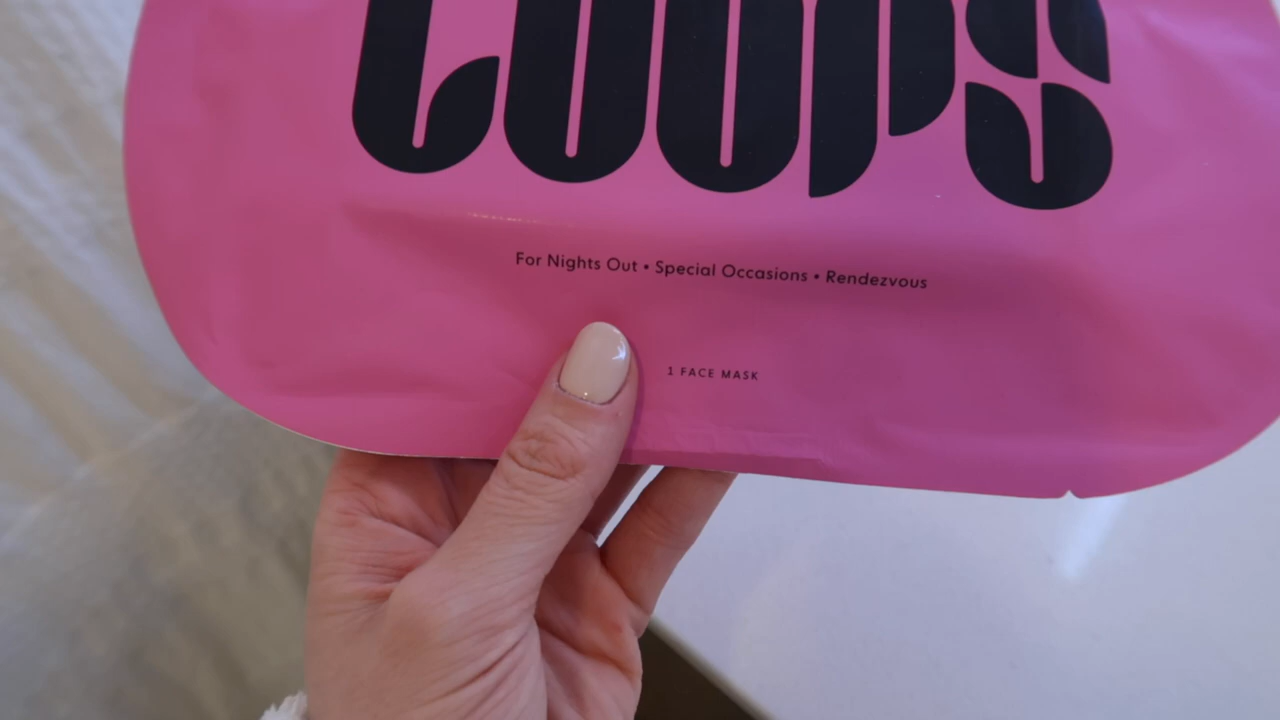 LOOPS
For Nights Out • Special Occasions • Rendezvous
1 FACE MASK